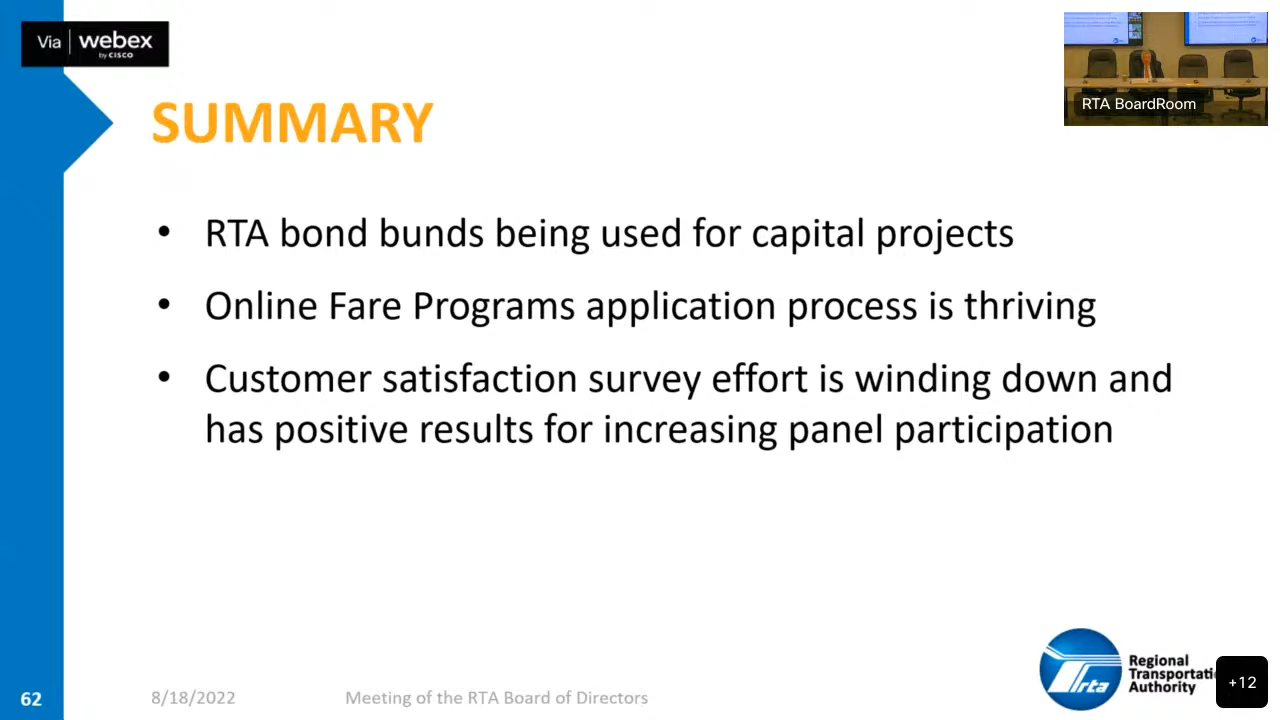 Via webex
by CISCO
RTA BoardRoom
SUMMARY
• RTA bond bunds being used for capital projects
• Online Fare Programs application process is thriving
• Customer satisfaction survey effort is winding down and
has positive results for increasing panel participation
62
8/18/2022
Meeting of the RTA Board of Directors
rta
Regional
Transportati
Authority
+12